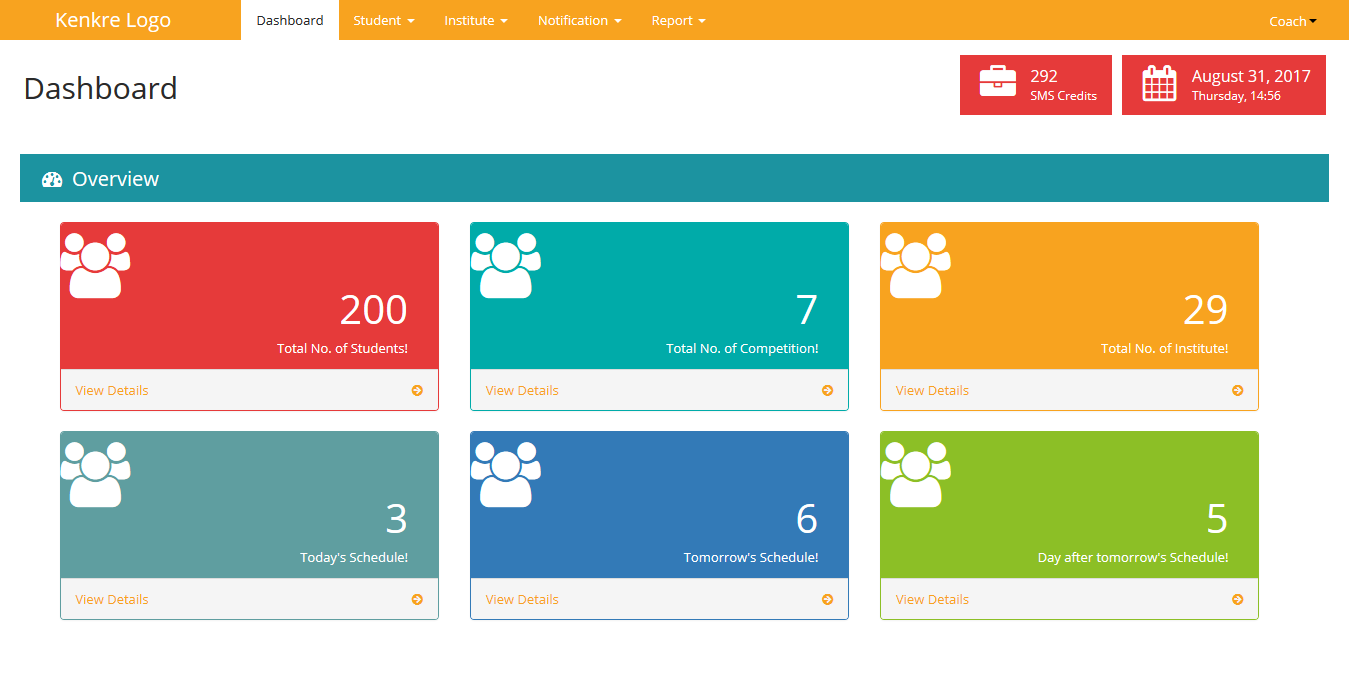 Kenkre Logo
Dashboard
Student
Institute
Notification
Report
Coach
Dashboard
292
SMS Credits
August 31, 2017
Thursday, 14:56
Overview
200
Total No. of Students!
View Details
7
Total No. of Competition!
View Details
29
Total No. of Institute!
View Details
3
Today's Schedule!
View Details
6
Tomorrow's Schedule!
View Details
5
Day after tomorrow's Schedule!
View Details